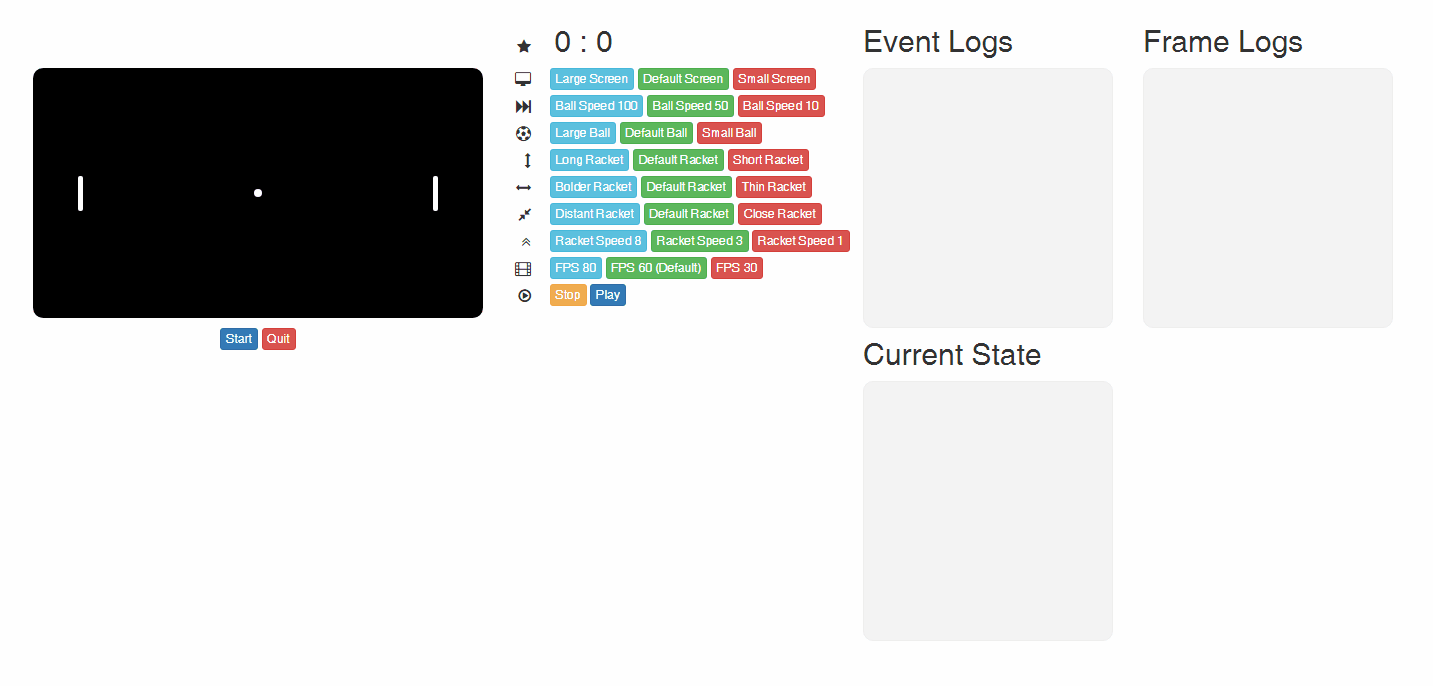 0 : 0
Large Screen Default Screen Small Screen
Ball Speed 100 Ball Speed 50 Ball Speed 10
Large Ball Default Ball Small Ball
Long Racket Default Racket Short Racket
Bolder Racket Default Racket Thin Racket
Distant Racket Default Racket Close Racket
Racket Speed 8 Racket Speed 3 Racket Speed 1
FPS 80 FPS 60 (Default) FPS 30
Stop Play
Start Quit
Event Logs
Frame Logs
Current State